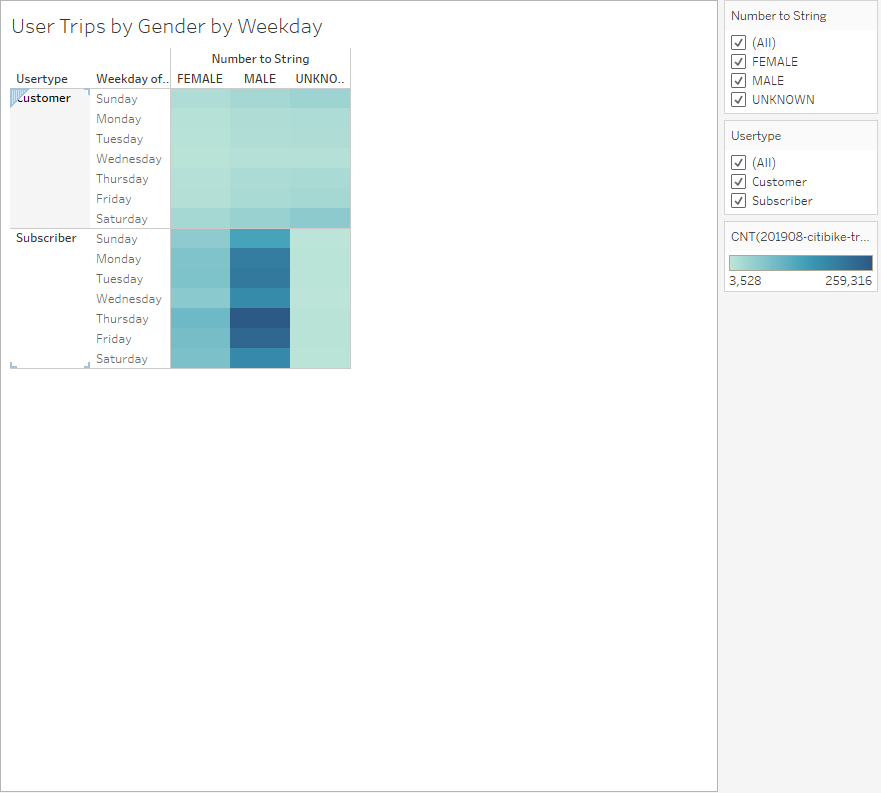 User Trips by Gender by Weekday
Number to String
Usertype Weekday of.. FEMALE MALE UNKNO..
Customer Sunday
Monday
Tuesday
Wednesday
Thursday
Friday
Saturday
Subscriber Sunday
Monday
Tuesday
Wednesday
Thursday
Friday
Saturday
Number to String
(All)
FEMALE
MALE
UNKNOWN
Usertype
(All)
Customer
Subscriber
CNT(201908-citibike-tr...
3,528 259,316